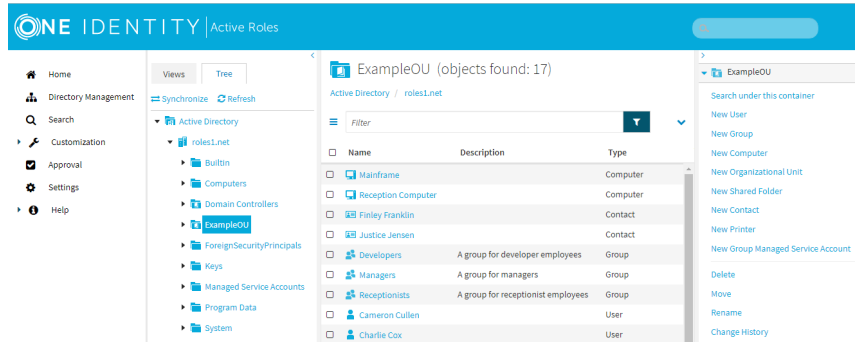 ONE IDENTITY Active Roles
Home
Directory Management
Search
Customization
Approval
Settings
Help
Views Tree
Synchronize Refresh
Active Directory
roles1.net
Builtin
Computers
Domain Controllers
ExampleOU
ForeignSecurityPrincipals
Keys
Managed Service Accounts
Program Data
System
ExampleOU (objects found: 17)
Active Directory / roles1.net
Filter
Name Description Type
Mainframe Computer
Reception Computer Computer
Finley Franklin Contact
Justice Jensen Contact
Developers A group for developer employees Group
Managers A group for managers Group
Receptionists A group for receptionist employees Group
Cameron Cullen User
Charlie Cox User
ExampleOU
Search under this container
New User
New Group
New Computer
New Organizational Unit
New Shared Folder
New Contact
New Printer
New Group Managed Service Account
Delete
Move
Rename
Change History